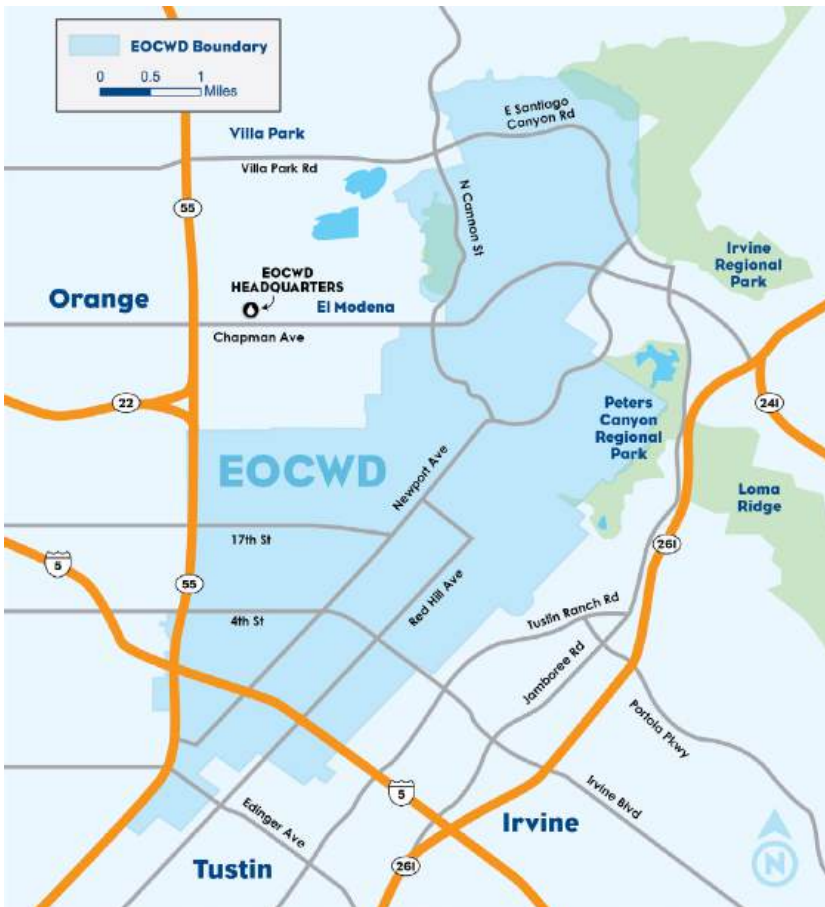 EOCWD Boundary
0 0.5 1
Miles
E Santiago
Canyon Rd
Villa Park
Villa Park Rd
55
N Cannon St
Irvine
Regional
Park
EOCWD
HEADQUARTERS
Orange
El Modena
Chapman Ave
22
241
Peters
Canyon
Regional
Park
EOCWD
Newport Ave
Loma
Ridge
17th St
261
5
55
Red Hill Ave
4th St
Tustin Ranch Rd
Jamboree Rd
Portola Pkwy
5
Irvine Blvd
Edinger Ave
Irvine
Tustin
261
N